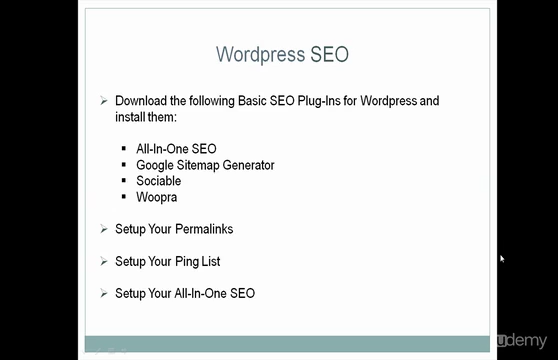 Wordpress SEO
Download the following Basic SEO Plug-Ins for Wordpress and
install them:
All-In-One SEO
Google Sitemap Generator
Sociable
Woopra
Setup Your Permalinks
Setup Your Ping List
Setup Your All-In-One SEO
udemy